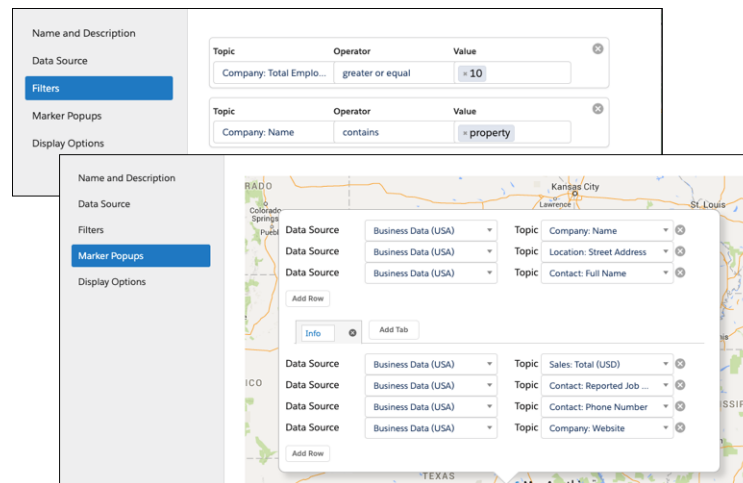 Name and Description
Data Source
Filters
Marker Popups
Display Options
Topic Operator Value
Company: Total Emplo... greater or equal × 10
Topic Operator Value
Company: Name contains × property
Name and Description
Data Source
Filters
Marker Popups
Display Options
Kansas City
Lawrence
St. Louis
Colorado
Springs
Data Source Business Data (USA) Topic Company: Name
Data Source Business Data (USA) Topic Location: Street Address
Data Source Business Data (USA) Topic Contact: Full Name
Add Row
Info Add Tab
Data Source Business Data (USA) Topic Sales: Total (USD)
Data Source Business Data (USA) Topic Contact: Reported Job ...
Data Source Business Data (USA) Topic Contact: Phone Number
Data Source Business Data (USA) Topic Company: Website
Add Row
TEXAS